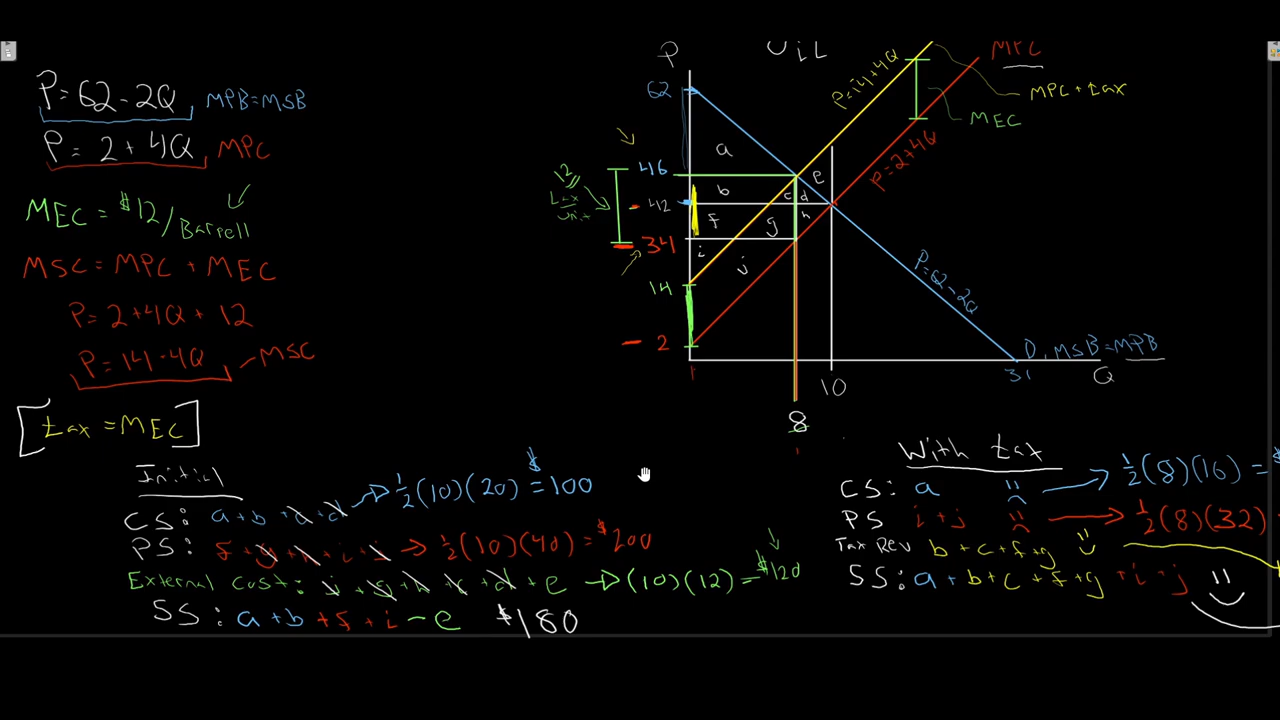 P=62-2Q MPB=MSB
P=2+4Q MPC
MEC=$12/Barrell
MSC=MPC+MEC
P=2+4Q+12
P=14+4Q-MSC
[tax=MEC]
OIL
P
MPC
MPC+tax
MEC
P=14+4Q
P=2+4Q
P=62-2Q
62
46
42
34
14
2
12
tax
unit
a
b
c
d
e
f
g
h
i
j
D, MSB=MPB
31
Q
10
8
Initial
CS: a+b+c+d → ½(10)(20)=$100
PS: f+g+h+i+j → ½(10)(40)=$200
External cost: j+g+h+c+d+e → (10)(12)=$120
SS: a+b+f+i-e $180
With tax
CS: a → ½(8)(16)=$
PS i+j → ½(8)(32)
Tax Rev b+c+f+g
SS: a+b+c+f+g+i+j